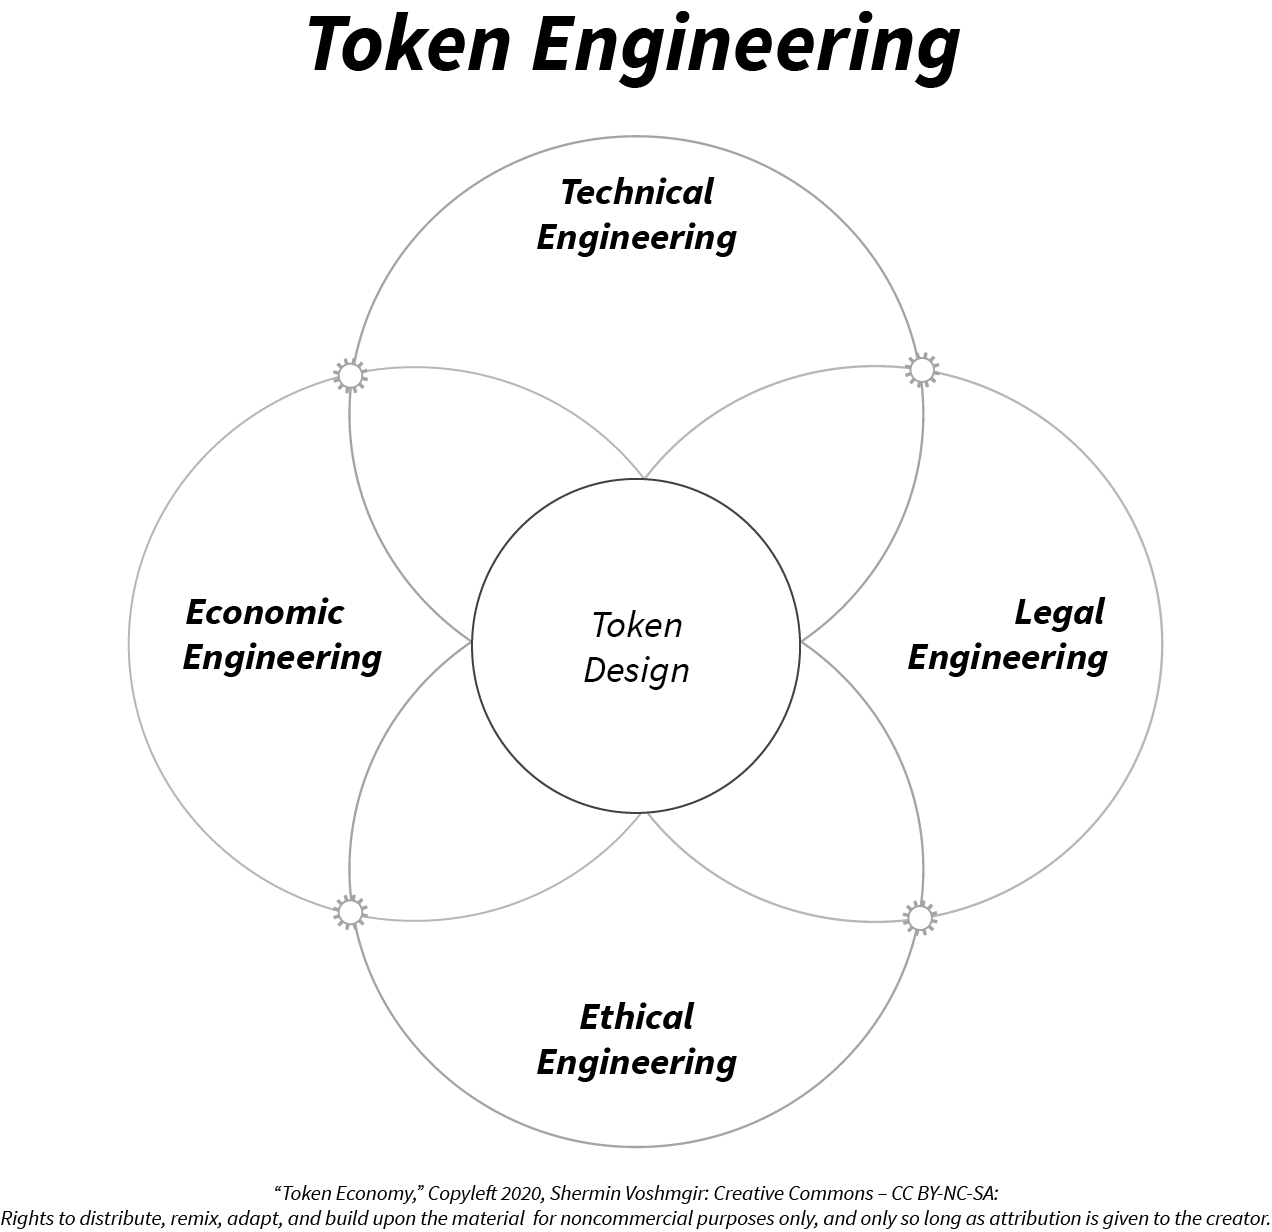 Token Engineering
Technical
Engineering
Economic
Engineering
Token
Design
Legal
Engineering
Ethical
Engineering
“Token Economy,” Copyleft 2020, Shermin Voshmgir: Creative Commons – CC BY-NC-SA:
Rights to distribute, remix, adapt, and build upon the material for noncommercial purposes only, and only so long as attribution is given to the creator.